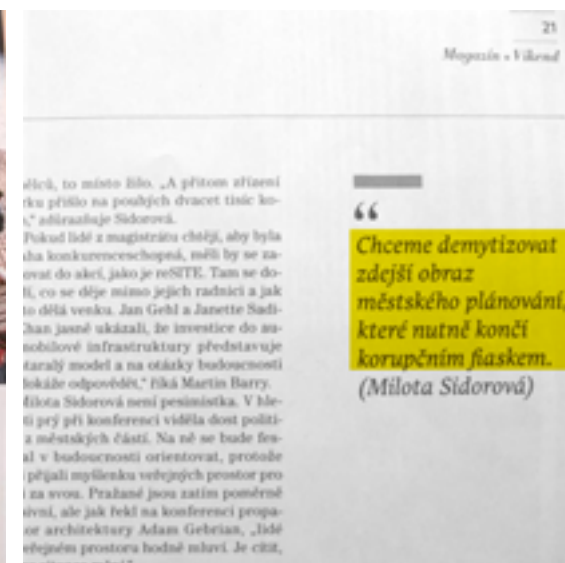 21
Magazín + Víkend
ělců, to místo žilo. „A přitom zřízení
rku přišlo na pouhých dvacet tisíc ko-
," zdůrazňuje Sidorová.
Pokud lidé z magistrátu chtějí, aby byla
aha konkurenceschopná, měli by se za-
ovat do akcí, jako je reSITE. Tam se do-
í, co se děje mimo jejich radnici a jak
to dělá venku. Jan Gehl a Janette Sadi-
Khan jasně ukázali, že investice do au-
mobilové infrastruktury představuje
staralý model a na otázky budoucnosti
dokáže odpovědět," říká Martin Barry.
Milota Sidorová není pesimistka. V hle-
ti prý při konferenci viděla dost politi-
z městských částí. Na ně se bude fes-
al v budoucnosti orientovat, protože
přijali myšlenku veřejných prostor pro
i za svou. Pražané jsou zatím poměrně
sivní, ale jak řekl na konferenci propa-
or architektury Adam Gebrian, „lidé
veřejném prostoru hodně mluví. Je cítit,
“
Chceme demytizovat
zdejší obraz
městského plánování,
které nutně končí
korupčním fiaskem.
(Milota Sidorová)